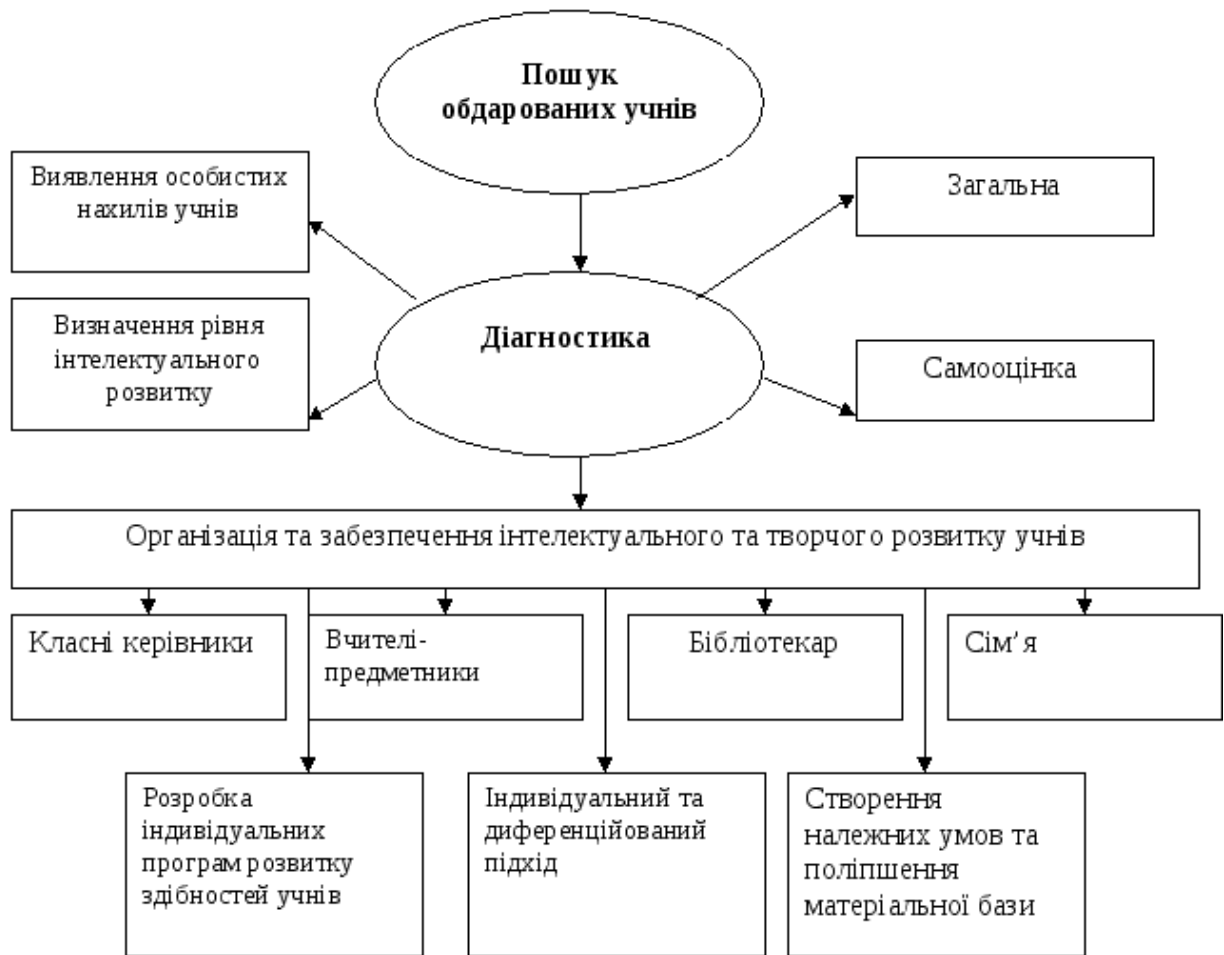 Пошук
обдарованих учнів
Виявлення особистих
нахилів учнів
Загальна
Визначення рівня
інтелектуального
розвитку
Діагностика
Самооцінка
Організація та забезпечення інтелектуального та творчого розвитку учнів
Класні керівники
Вчителі-
предметники
Бібліотекар
Сім’я
Розробка
індивідуальних
програм розвитку
здібностей учнів
Індивідуальний та
диференційований
підхід
Створення
належних умов та
поліпшення
матеріальної бази